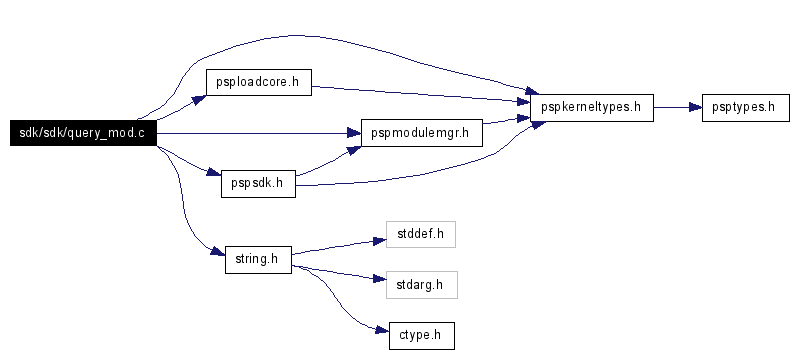 psploadcore.h
pspkerneltypes.h
psptypes.h
sdk/sdk/query_mod.c
pspmodulemgr.h
pspsdk.h
stddef.h
string.h
stdarg.h
ctype.h